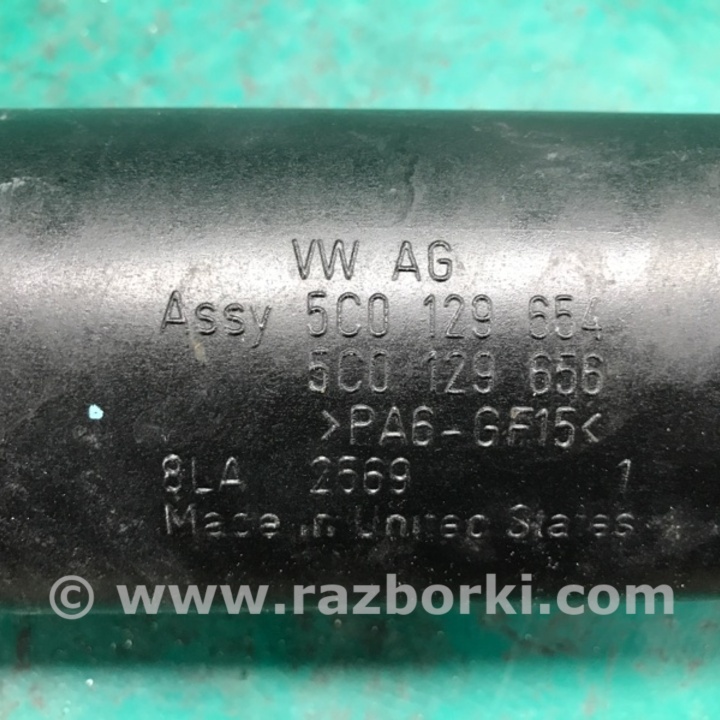 VW AG
Assy 5C0 129 654
5C0 129 656
>PA6-GF15<
8LA 2569 1
Made in United States
© www.razborki.com